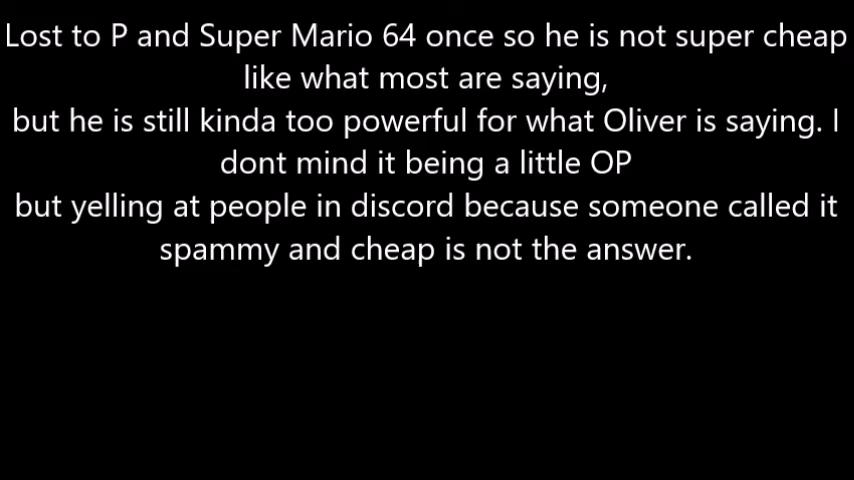 Lost to P and Super Mario 64 once so he is not super cheap
like what most are saying,
but he is still kinda too powerful for what Oliver is saying. I
dont mind it being a little OP
but yelling at people in discord because someone called it
spammy and cheap is not the answer.